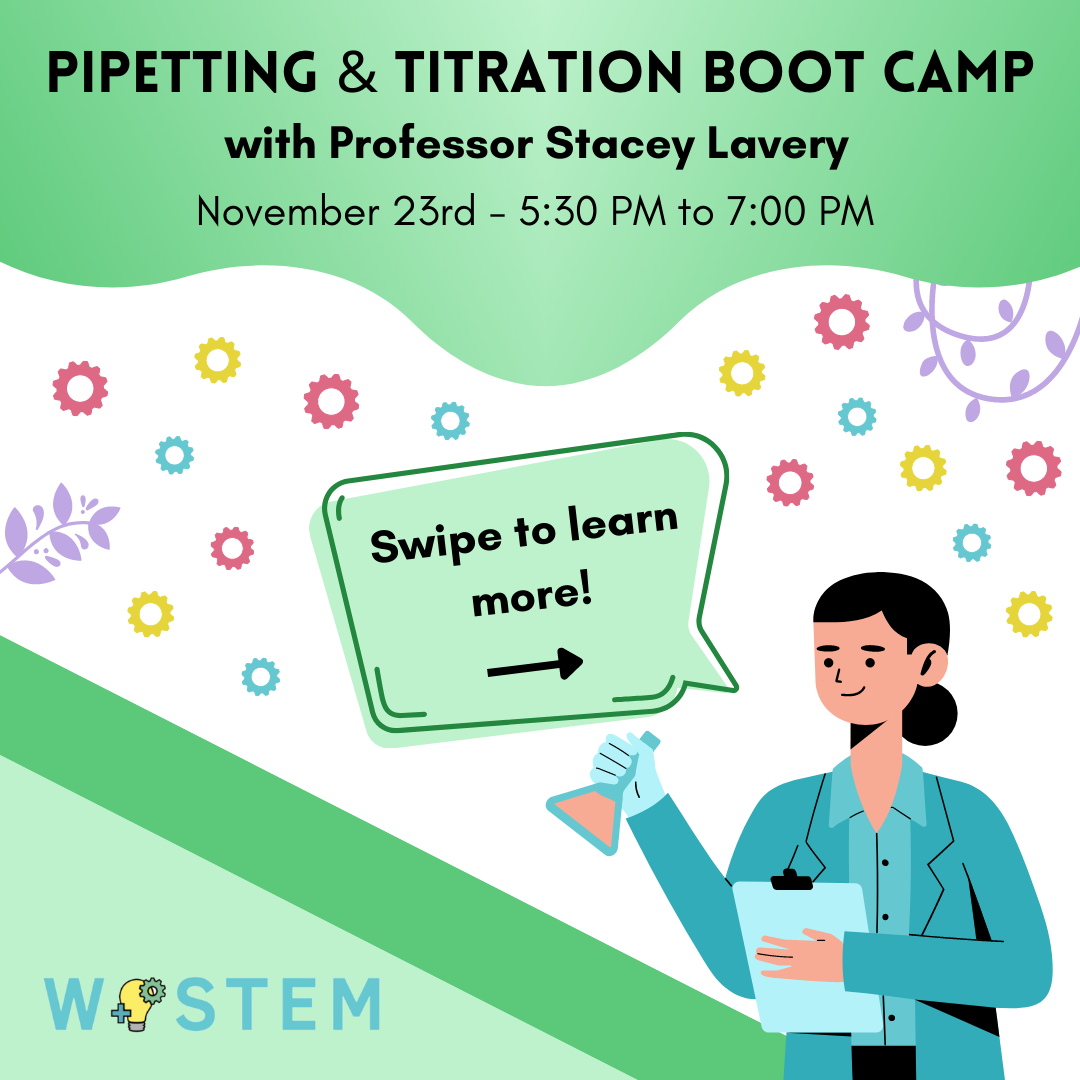 PIPETTING & TITRATION BOOT CAMP
with Professor Stacey Lavery
November 23rd - 5:30 PM to 7:00 PM
Swipe to learn
more!
W STEM